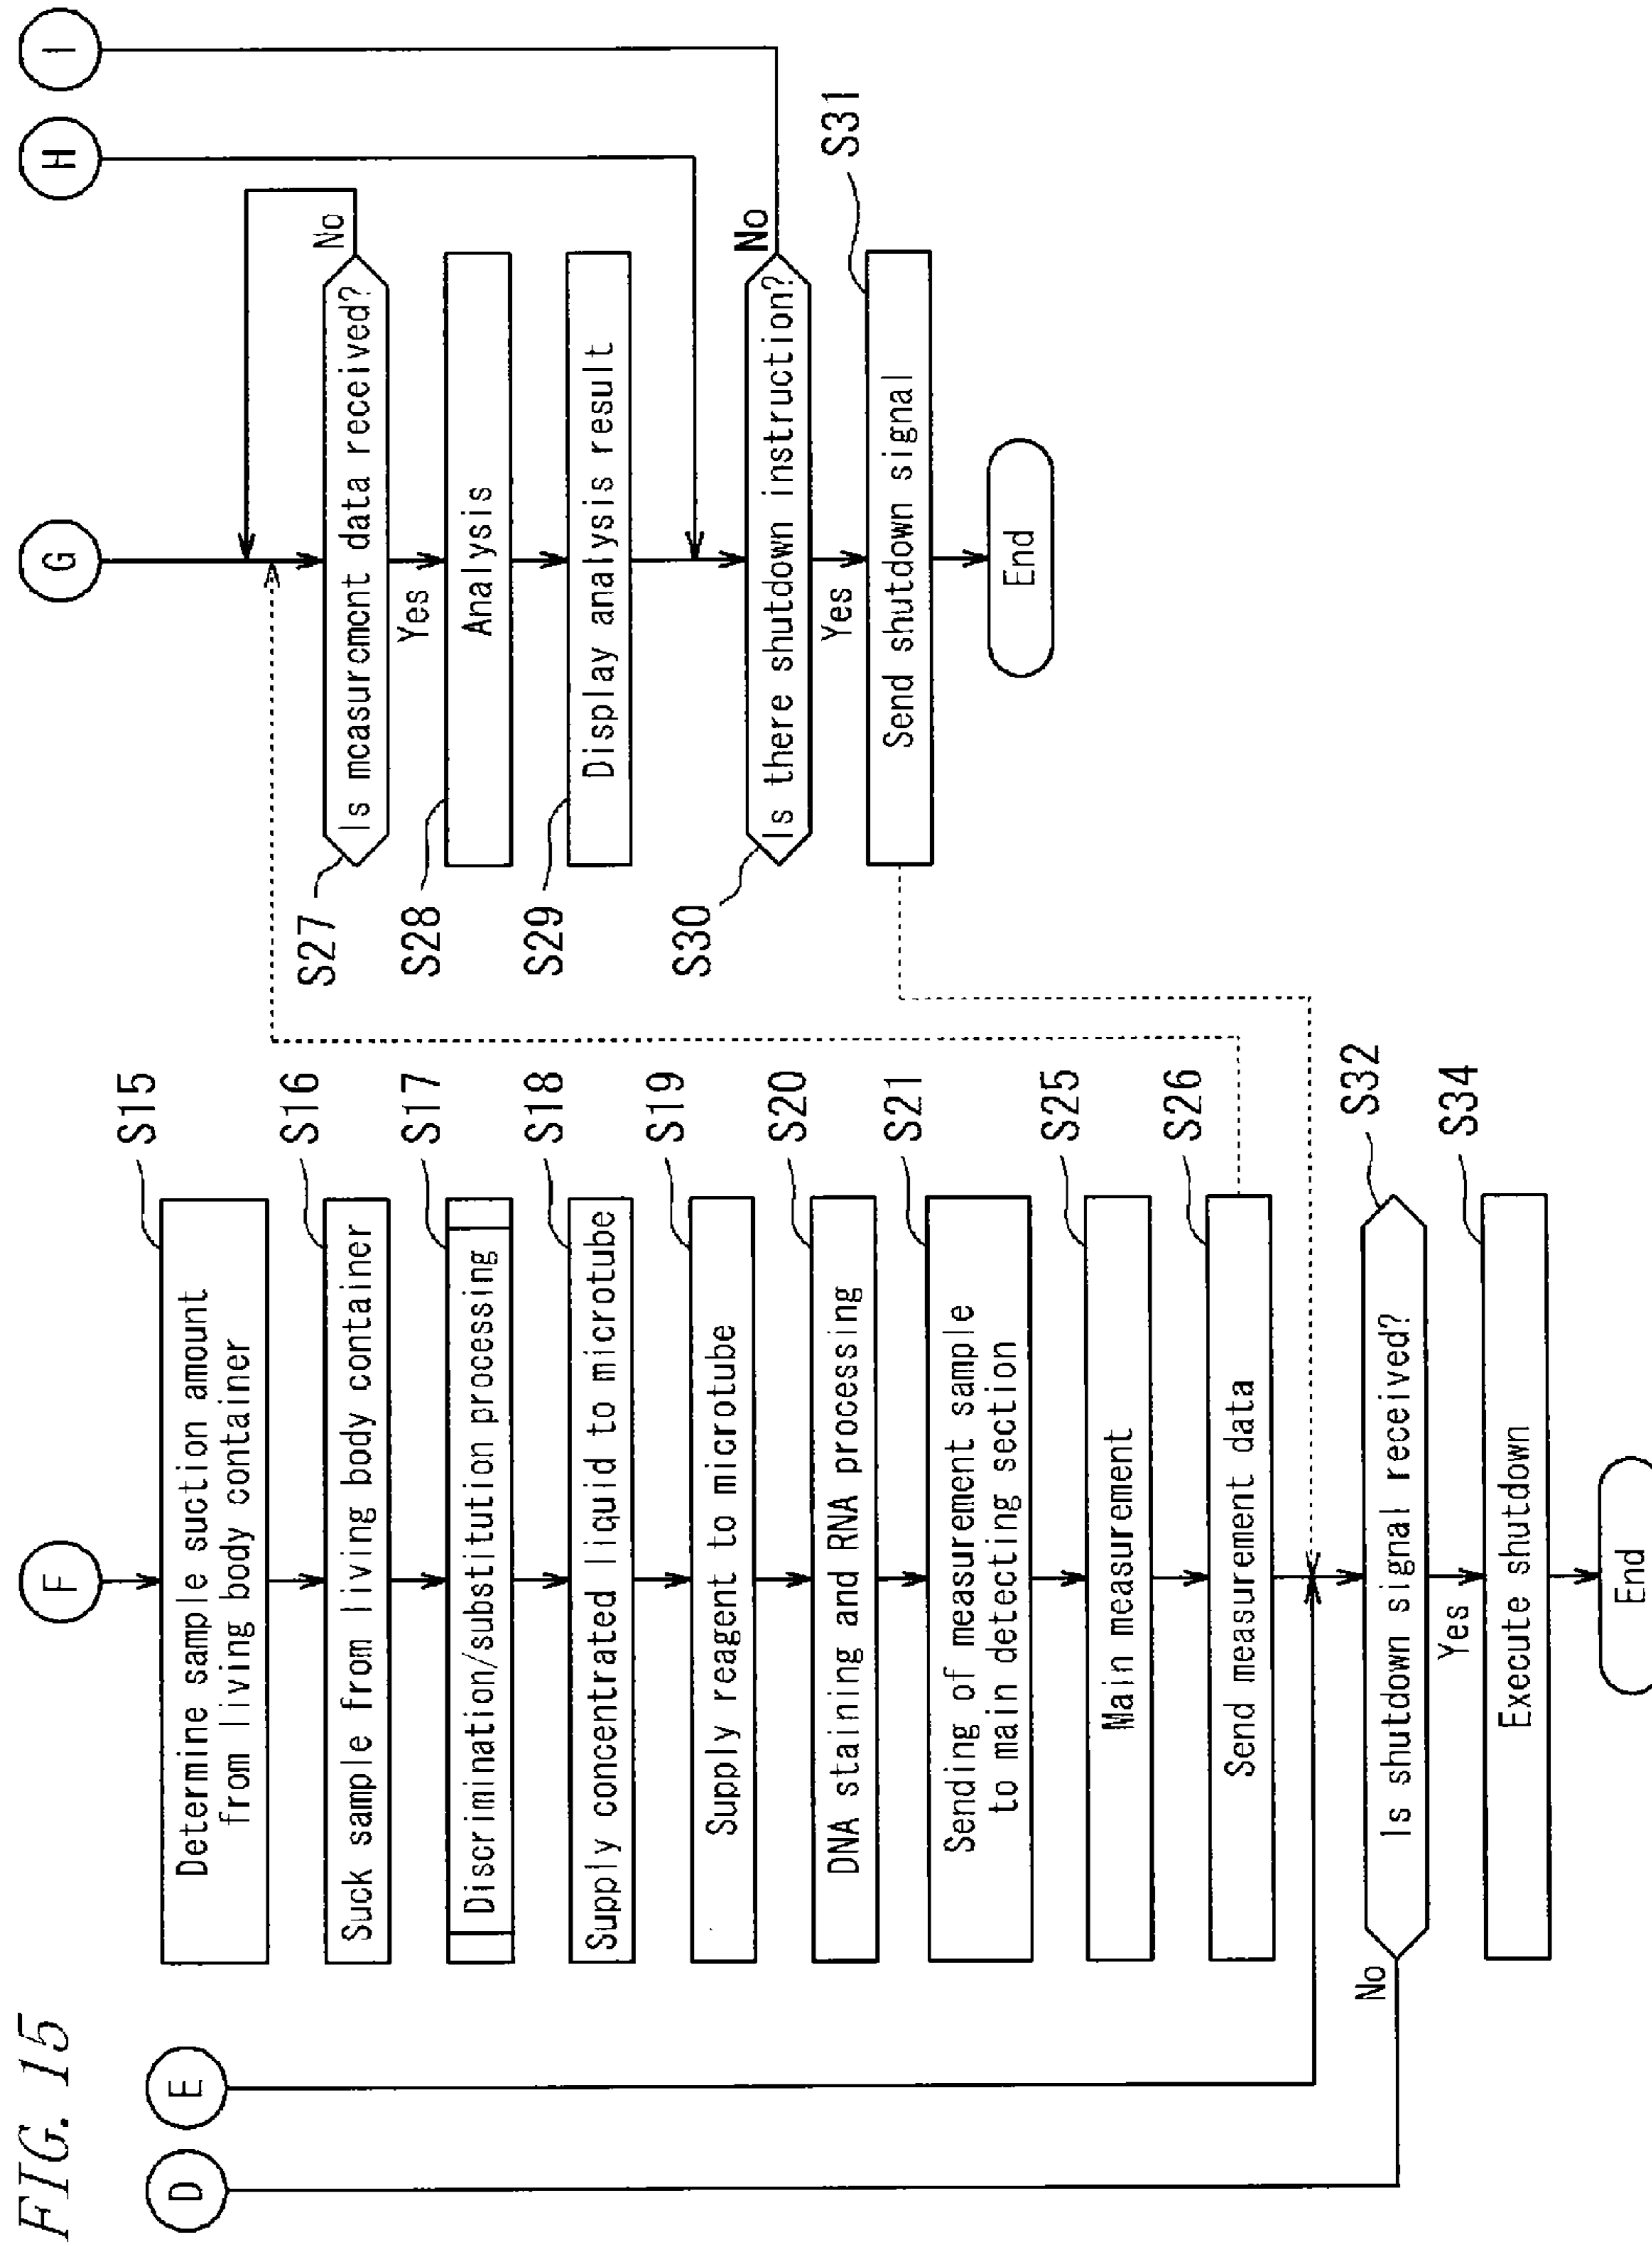 FIG. 15
D
E
F
Determine sample suction amount
from living body container
S15
Suck sample from living body container
S16
Discrimination/substitution processing
S17
Supply concentrated liquid to microtube
S18
Supply reagent to microtube
S19
DNA staining and RNA processing
S20
Sending of measurement sample
to main detecting section
S21
Main measurement
S25
Send measurement data
S26
Is shutdown signal received?
S32
No
Yes
Execute shutdown
S34
End
G
H
I
Is measurement data received?
S27
No
Yes
Analysis
S28
Display analysis result
S29
Is there shutdown instruction?
S30
No
Yes
Send shutdown signal
S31
End